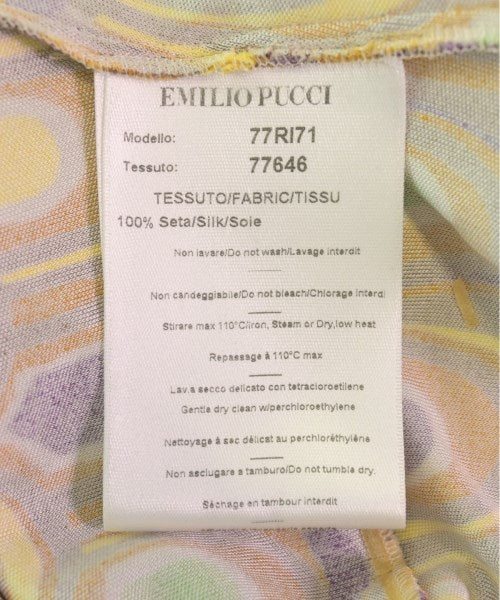 EMILIO PUCCI
Modello: 77RI71
Tessuto: 77646
TESSUTO/FABRIC/TISSU
100% Seta/Silk/Soie
Non lavare/Do not wash/Lavage interdit
Non candeggiabile/Do not bleach/Chlorage interdi
Stirare max 110°C/iron, Steam or Dry,low heat
Repassage à 110°C max
Lav.a secco delicato con tetracloroetilene
Gentle dry clean w/perchloroethylene
Nettoyage à sec délicat au perchloréthylène
Non asciugare a tamburo/Do not tumble dry.
Séchage en tambour interdit